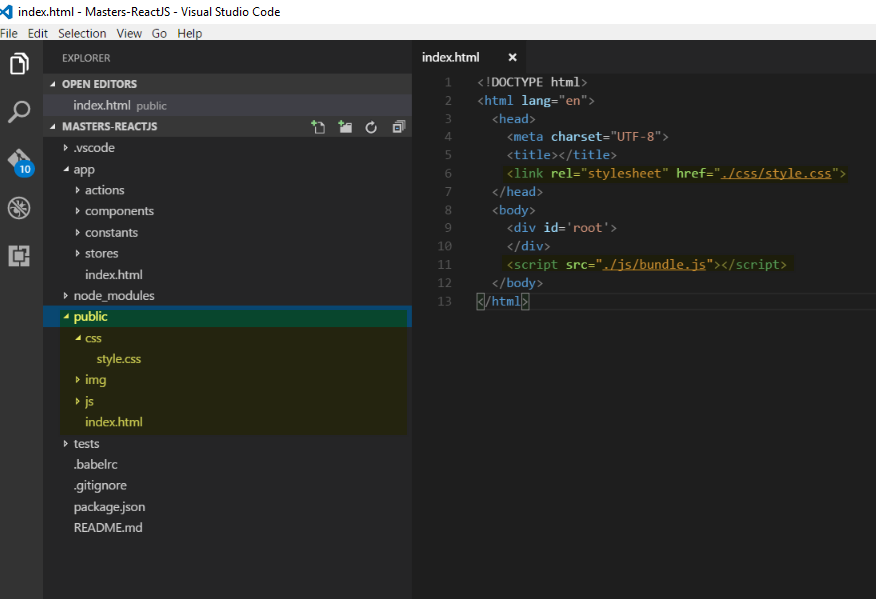 index.html - Masters-ReactJS - Visual Studio Code
File Edit Selection View Go Help
EXPLORER
OPEN EDITORS
index.html public
MASTERS-REACTJS
.vscode
app
actions
components
constants
stores
index.html
node_modules
public
css
style.css
img
js
index.html
tests
.babelrc
.gitignore
package.json
README.md
10
index.html ×
1 <!DOCTYPE html>
2 <html lang="en">
3 <head>
4 <meta charset="UTF-8">
5 <title></title>
6 <link rel="stylesheet" href="./css/style.css">
7 </head>
8 <body>
9 <div id='root'>
10 </div>
11 <script src="./js/bundle.js"></script>
12 </body>
13 </html>